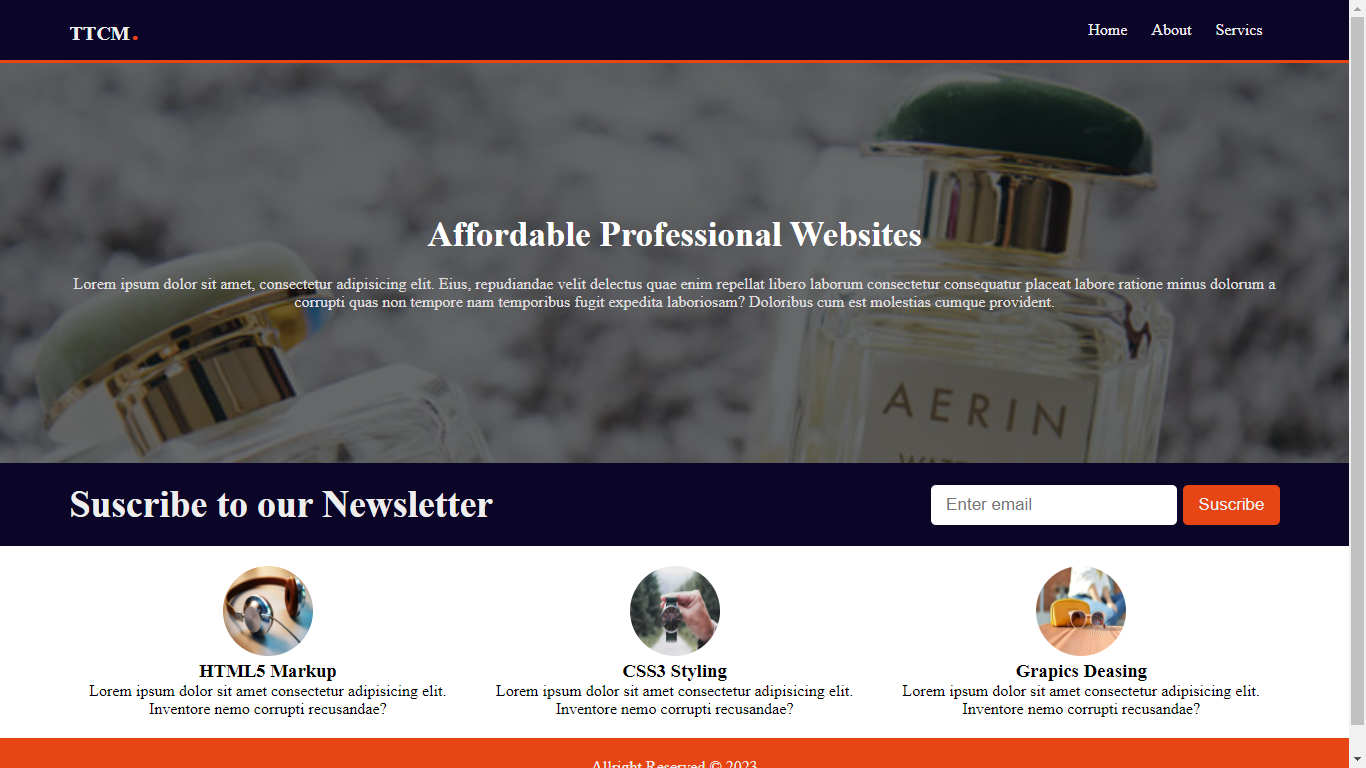 TTCM.
Home About Servics
Affordable Professional Websites
Lorem ipsum dolor sit amet, consectetur adipisicing elit. Eius, repudiandae velit delectus quae enim repellat libero laborum consectetur consequatur placeat labore ratione minus dolorum a
corrupti quas non tempore nam temporibus fugit expedita laboriosam? Doloribus cum est molestias cumque provident.
AERIN
Suscribe to our Newsletter
Enter email
Suscribe
HTML5 Markup
Lorem ipsum dolor sit amet consectetur adipisicing elit.
Inventore nemo corrupti recusandae?
CSS3 Styling
Lorem ipsum dolor sit amet consectetur adipisicing elit.
Inventore nemo corrupti recusandae?
Grapics Deasing
Lorem ipsum dolor sit amet consectetur adipisicing elit.
Inventore nemo corrupti recusandae?
Allright Reserved © 2023